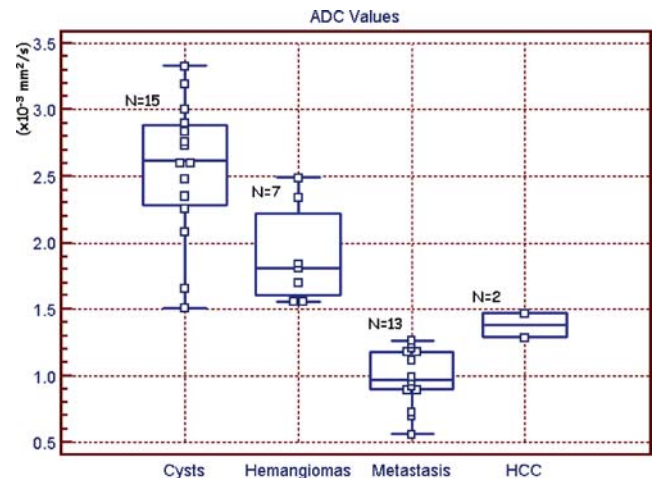 ADC Values
(x10⁻³ mm²/s)
3.5
3.0
2.5
2.0
1.5
1.0
0.5
N=15
N=7
N=13
N=2
Cysts Hemangiomas Metastasis HCC